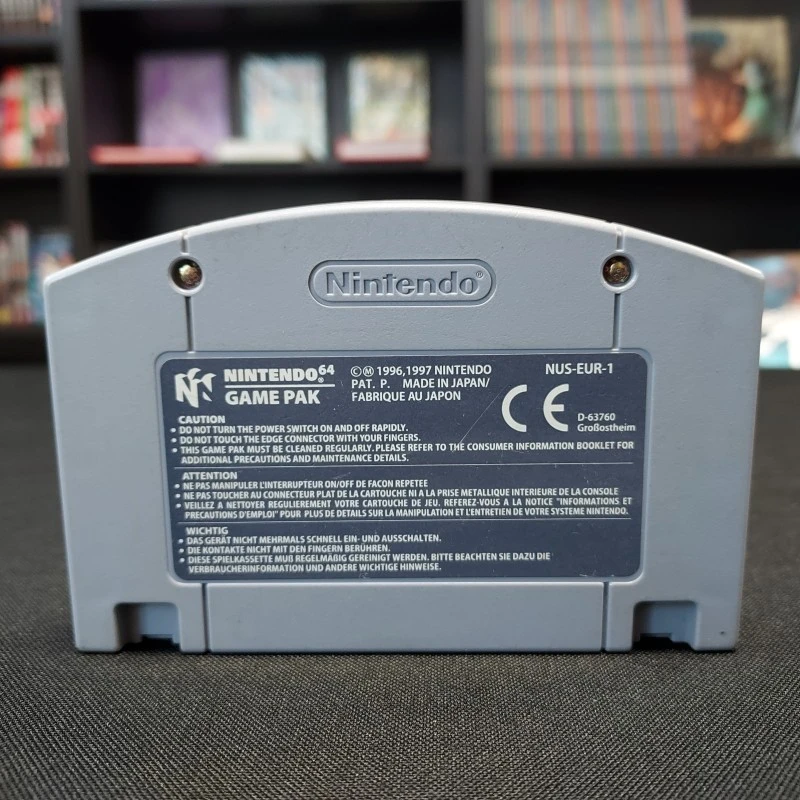 Nintendo®
NINTENDO®64
GAME PAK
©Ⓜ 1996,1997 NINTENDO
PAT. P. MADE IN JAPAN/
FABRIQUE AU JAPON
NUS-EUR-1
CE
D-63760
Großostheim
CAUTION
• DO NOT TURN THE POWER SWITCH ON AND OFF RAPIDLY.
• DO NOT TOUCH THE EDGE CONNECTOR WITH YOUR FINGERS.
• THIS GAME PAK MUST BE CLEANED REGULARLY. PLEASE REFER TO THE CONSUMER INFORMATION BOOKLET FOR
ADDITIONAL PRECAUTIONS AND MAINTENANCE DETAILS.
ATTENTION
• NE PAS MANIPULER L'INTERRUPTEUR ON/OFF DE FACON REPETEE
• NE PAS TOUCHER AU CONNECTEUR PLAT DE LA CARTOUCHE NI A LA PRISE METALLIQUE INTERIEURE DE LA CONSOLE
• VEILLEZ A NETTOYER REGULIEREMENT VOTRE CARTOUCHE DE JEU. REFEREZ-VOUS A LA NOTICE "INFORMATIONS ET
PRECAUTIONS D'EMPLOI" POUR PLUS DE DETAILS SUR LA MANIPULATION ET L'ENTRETIEN DE VOTRE SYSTEME NINTENDO.
WICHTIG
• DAS GERÄT NICHT MEHRMALS SCHNELL EIN- UND AUSSCHALTEN.
• DIE KONTAKTE NICHT MIT DEN FINGERN BERÜHREN.
• DIESE SPIELKASSETTE MUß REGELMÄßIG GEREINIGT WERDEN. BITTE BEACHTEN SIE DAZU DIE
VERBRAUCHERINFORMATION UND ANDERE WICHTIGE HINWEISE.